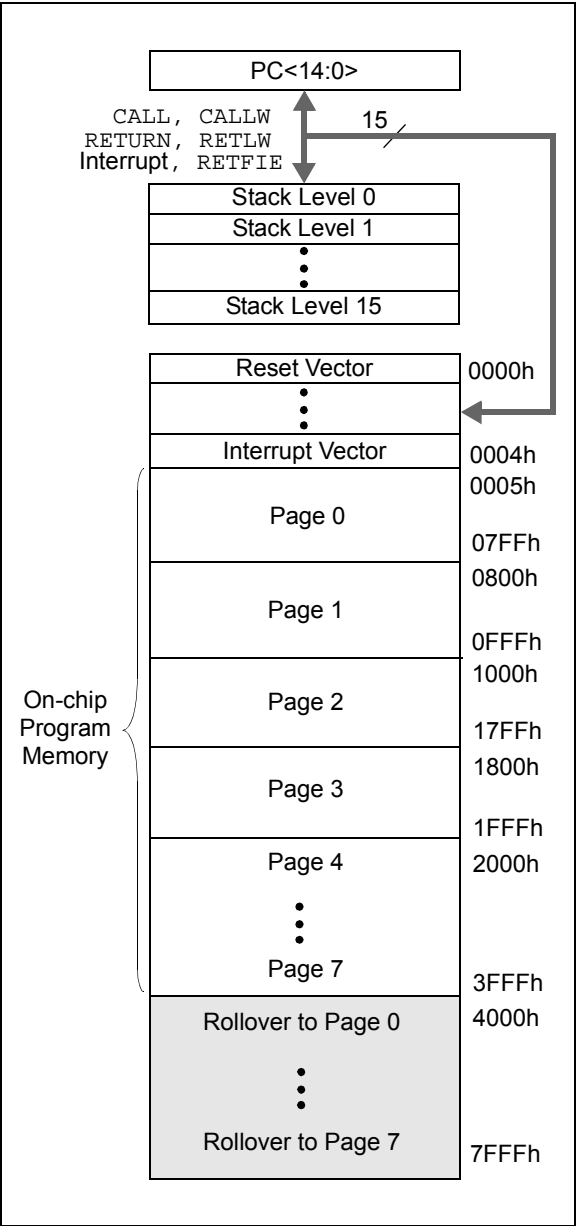 PC<14:0>
CALL, CALLW
RETURN, RETLW
Interrupt, RETFIE
15
Stack Level 0
Stack Level 1
Stack Level 15
Reset Vector
0000h
Interrupt Vector
0004h
0005h
Page 0
07FFh
0800h
Page 1
0FFFh
1000h
On-chip
Program
Memory
Page 2
17FFh
1800h
Page 3
1FFFh
Page 4
2000h
Page 7
3FFFh
Rollover to Page 0
4000h
Rollover to Page 7
7FFFh